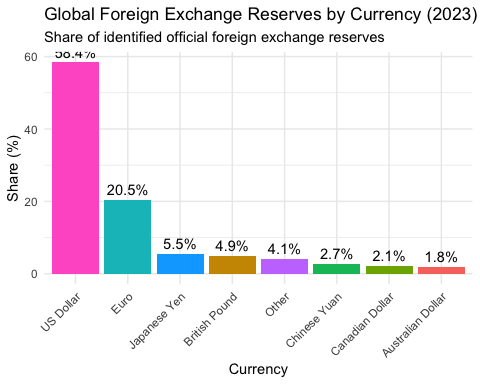 Global Foreign Exchange Reserves by Currency (2023)
Share of identified official foreign exchange reserves
58.4%
20.5%
5.5%
4.9%
4.1%
2.7%
2.1%
1.8%
60
40
20
0
Share (%)
US Dollar
Euro
Japanese Yen
British Pound
Other
Chinese Yuan
Canadian Dollar
Australian Dollar
Currency